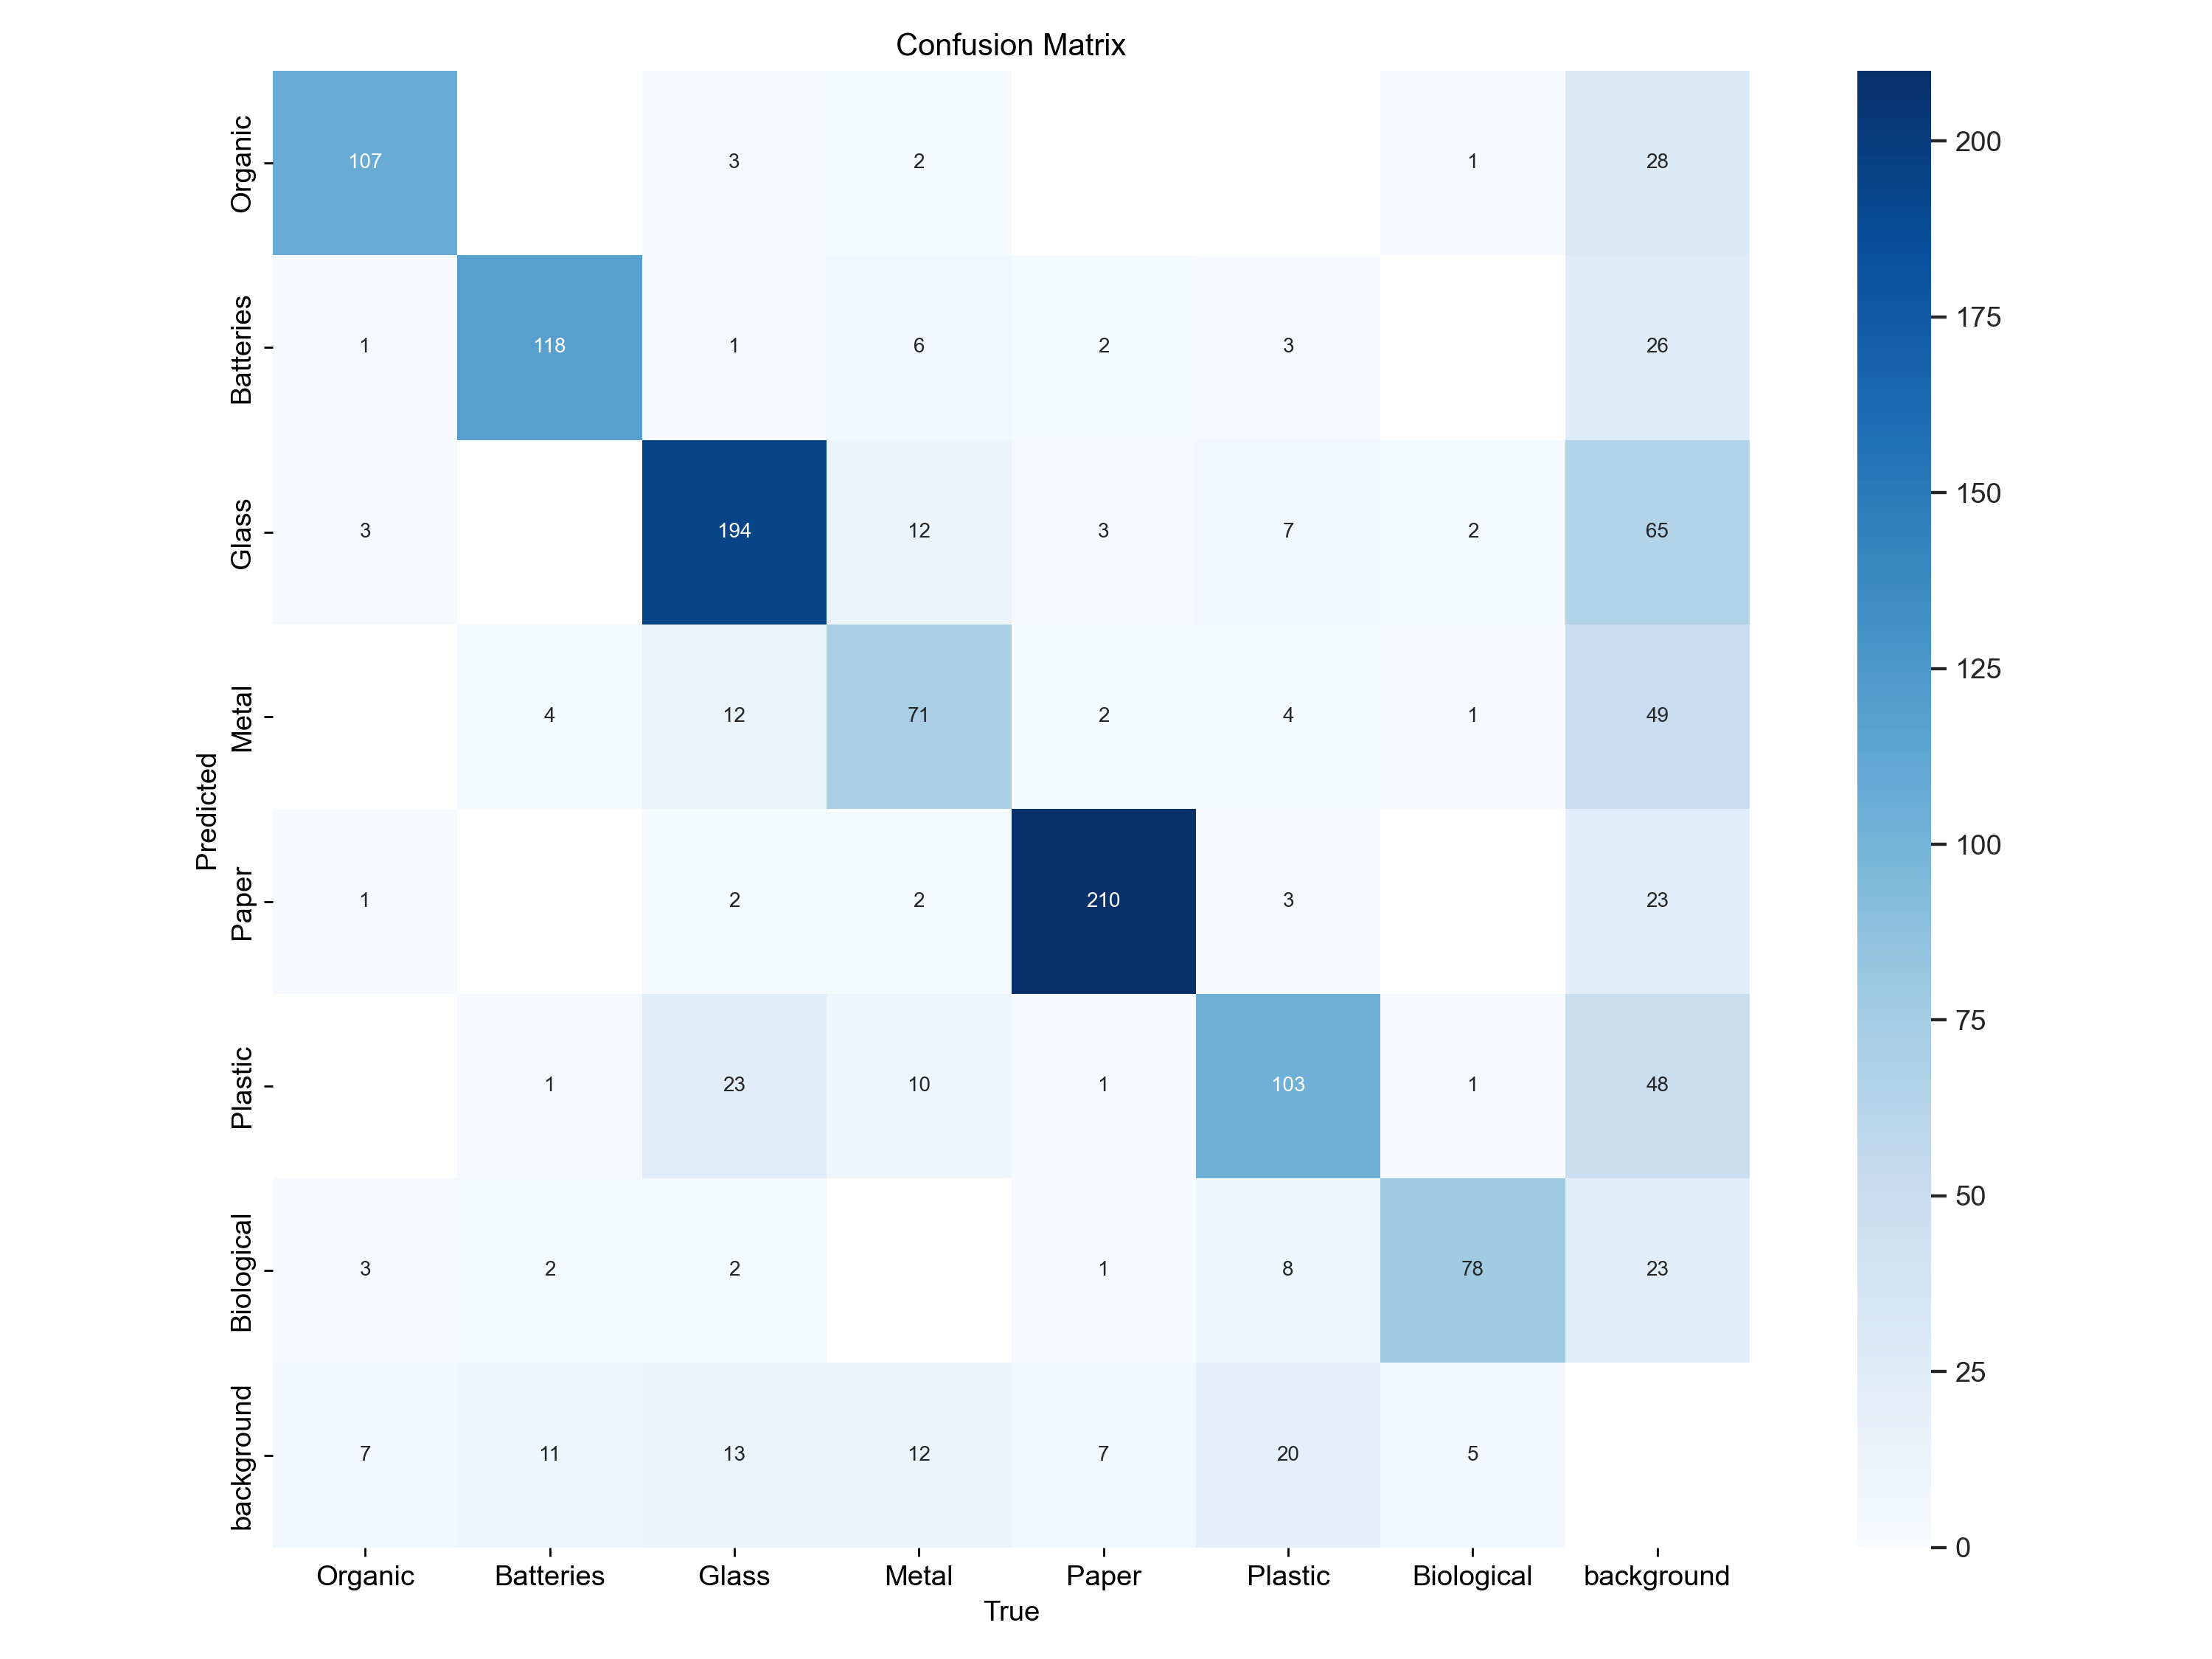 Confusion Matrix
Organic 107 3 2 1 28
Batteries 1 118 1 6 2 3 26
Glass 3 194 12 3 7 2 65
Metal 4 12 71 2 4 1 49
Paper 1 2 2 210 3 23
Plastic 1 23 10 1 103 1 48
Biological 3 2 2 1 8 78 23
background 7 11 13 12 7 20 5
Organic Batteries Glass Metal Paper Plastic Biological background
True
Predicted
200
175
150
125
100
75
50
25
0